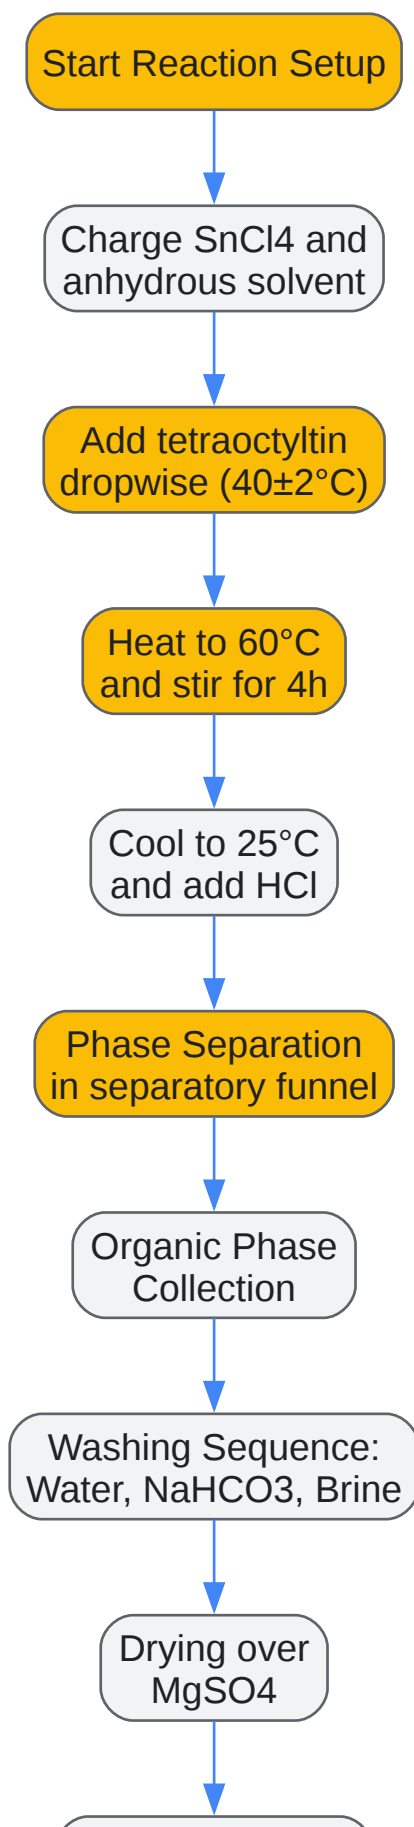 Start Reaction Setup
Charge SnCl4 and
anhydrous solvent
Add tetraoctyltin
dropwise (40±2°C)
Heat to 60°C
and stir for 4h
Cool to 25°C
and add HCl
Phase Separation
in separatory funnel
Organic Phase
Collection
Washing Sequence:
Water, NaHCO3, Brine
Drying over
MgSO4